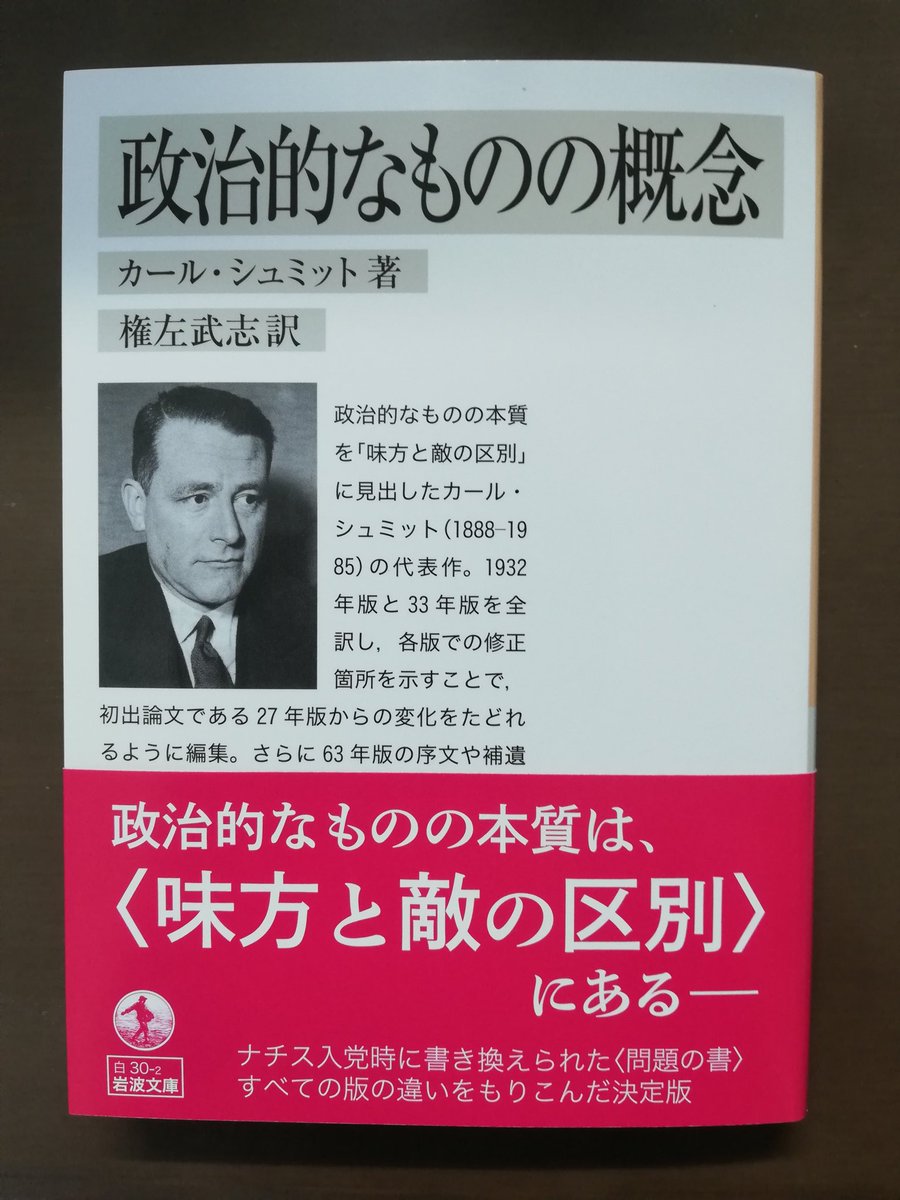 政治的なものの概念
カール・シュミット 著
権左武志 訳
政治的なものの本質
を「味方と敵の区別」
に見出したカール・
シュミット(1888-19
85)の代表作。1932
年版と33年版を全
訳し，各版での修正
箇所を示すことで，
初出論文である27年版からの変化をたどれ
るように編集。さらに63年版の序文や補遺
政治的なものの本質は、
〈味方と敵の区別〉
にある──
白30-2
岩波文庫
ナチス入党時に書き換えられた〈問題の書〉
すべての版の違いをもりこんだ決定版